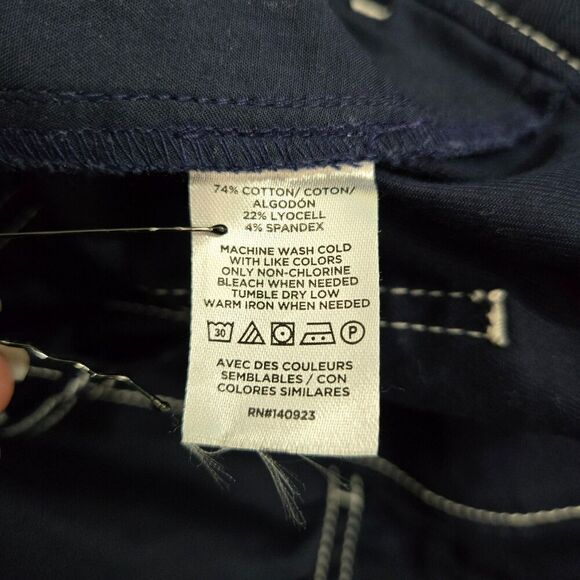 74% COTTON/ COTON/
ALGODÓN
22% LYOCELL
4% SPANDEX
MACHINE WASH COLD
WITH LIKE COLORS
ONLY NON-CHLORINE
BLEACH WHEN NEEDED
TUMBLE DRY LOW
WARM IRON WHEN NEEDED
30 P
AVEC DES COULEURS
SEMBLABLES / CON
COLORES SIMILARES
RN#140923